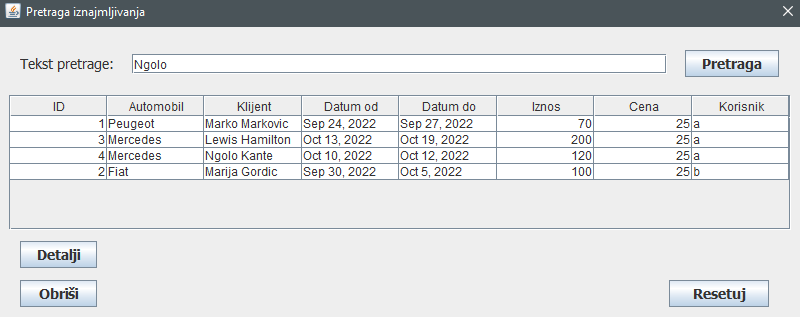 Pretraga iznajmljivanja
Tekst pretrage: Ngolo Pretraga
ID Automobil Klijent Datum od Datum do Iznos Cena Korisnik
1 Peugeot Marko Markovic Sep 24, 2022 Sep 27, 2022 70 25 a
3 Mercedes Lewis Hamilton Oct 13, 2022 Oct 19, 2022 200 25 a
4 Mercedes Ngolo Kante Oct 10, 2022 Oct 12, 2022 120 25 a
2 Fiat Marija Gordic Sep 30, 2022 Oct 5, 2022 100 25 b
Detalji
Obriši Resetuj